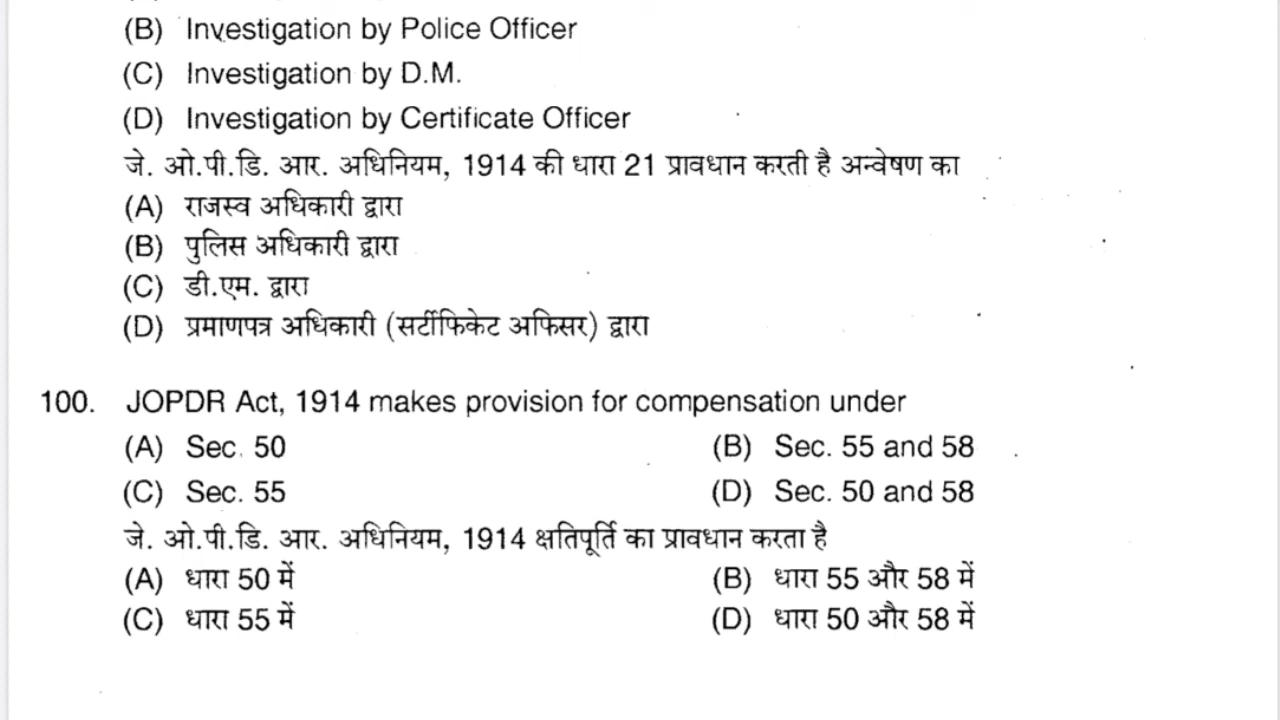 (B) Investigation by Police Officer
(C) Investigation by D.M.
(D) Investigation by Certificate Officer
जे. ओ.पी.डि. आर. अधिनियम, 1914 की धारा 21 प्रावधान करती है अन्वेषण का
(A) राजस्व अधिकारी द्वारा
(B) पुलिस अधिकारी द्वारा
(C) डी.एम. द्वारा
(D) प्रमाणपत्र अधिकारी (सर्टीफिकेट अफिसर) द्वारा
100. JOPDR Act, 1914 makes provision for compensation under
(A) Sec. 50 (B) Sec. 55 and 58
(C) Sec. 55 (D) Sec. 50 and 58
जे. ओ.पी.डि. आर. अधिनियम, 1914 क्षतिपूर्ति का प्रावधान करता है
(A) धारा 50 में (B) धारा 55 और 58 में
(C) धारा 55 में (D) धारा 50 और 58 में